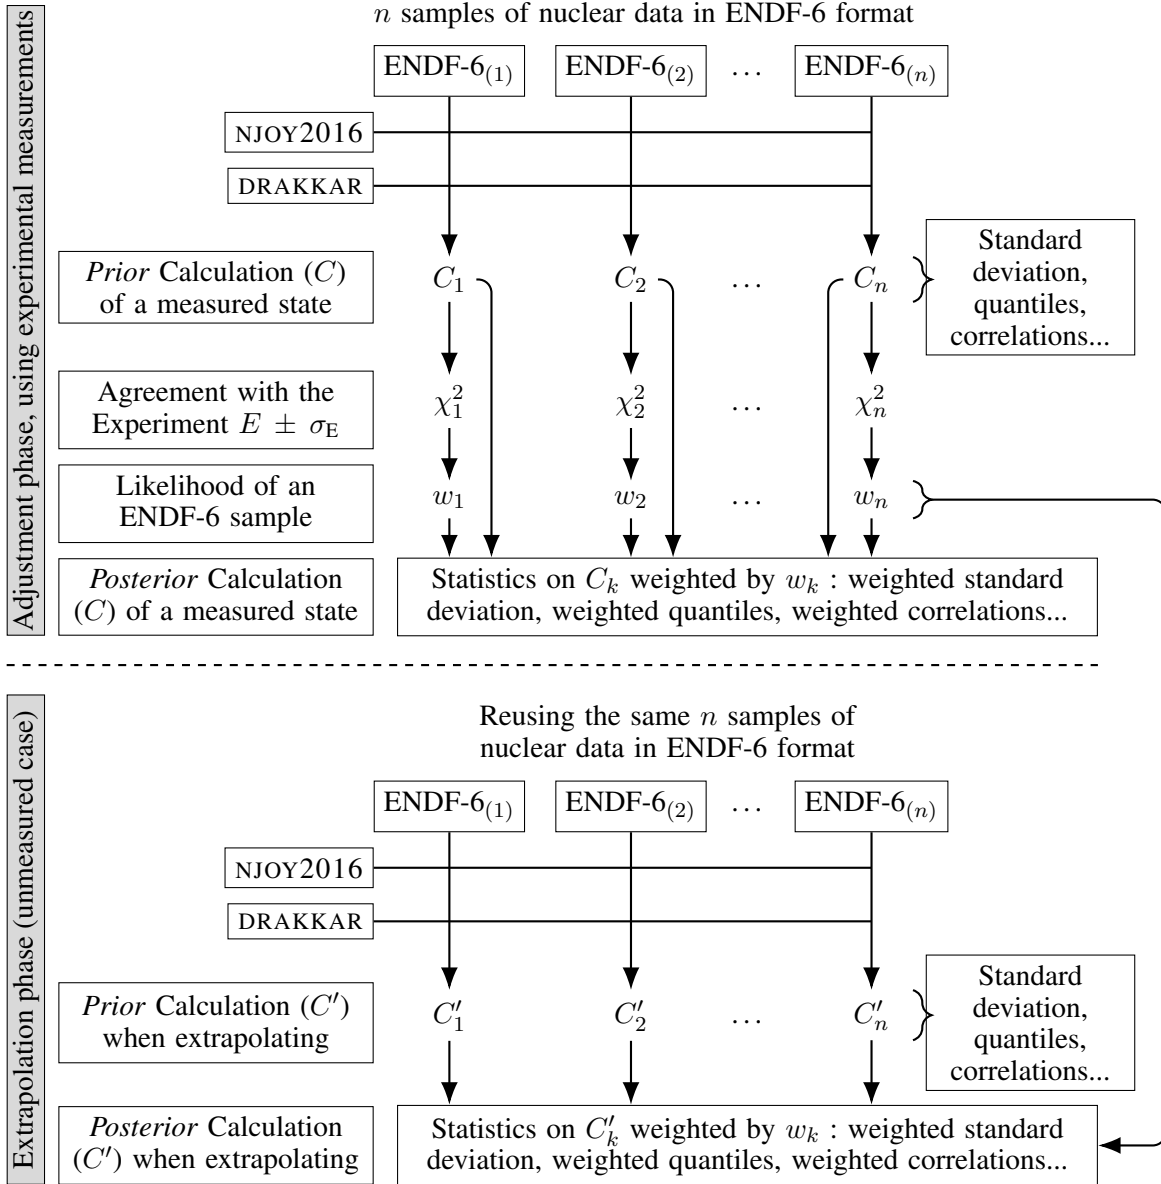 Adjustment phase, using experimental measurements
n samples of nuclear data in ENDF-6 format
ENDF-6(1) ENDF-6(2) ... ENDF-6(n)
NJOY2016
DRAKKAR
Prior Calculation (C)
of a measured state
C1 C2 ... Cn
Standard
deviation,
quantiles,
correlations...
Agreement with the
Experiment E ± σE
χ²1 χ²2 ... χ²n
Likelihood of an
ENDF-6 sample
w1 w2 ... wn
Posterior Calculation
(C) of a measured state
Statistics on Ck weighted by wk : weighted standard
deviation, weighted quantiles, weighted correlations...
Extrapolation phase (unmeasured case)
Reusing the same n samples of
nuclear data in ENDF-6 format
ENDF-6(1) ENDF-6(2) ... ENDF-6(n)
NJOY2016
DRAKKAR
Prior Calculation (C′)
when extrapolating
C′1 C′2 ... C′n
Standard
deviation,
quantiles,
correlations...
Posterior Calculation
(C′) when extrapolating
Statistics on C′k weighted by wk : weighted standard
deviation, weighted quantiles, weighted correlations...